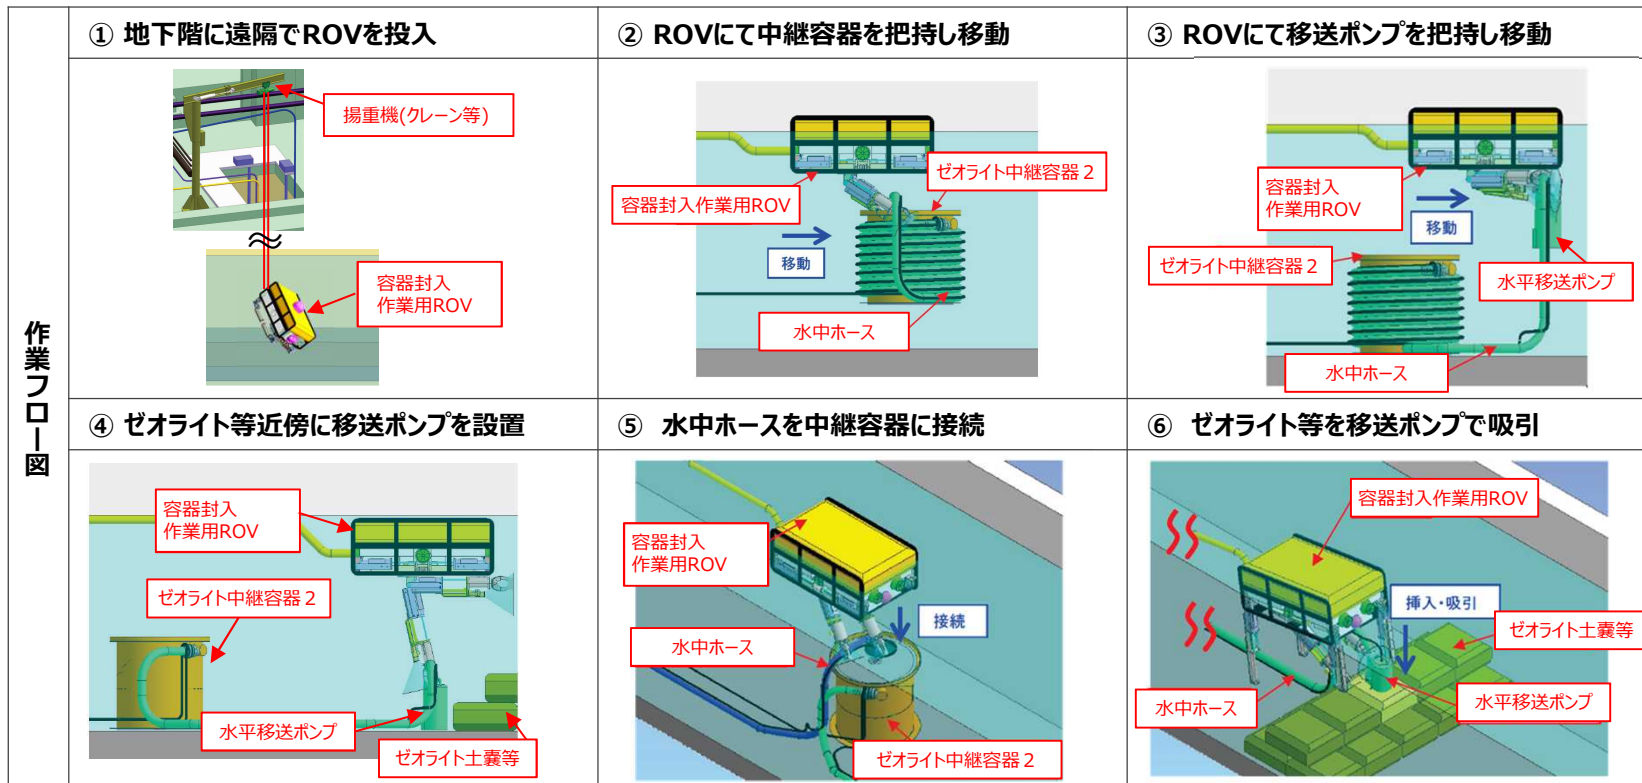 作業フロー図
① 地下階に遠隔でROVを投入
揚重機(クレーン等)
容器封入
作業用ROV
② ROVにて中継容器を把持し移動
ゼオライト中継容器２
容器封入作業用ROV
移動
水中ホース
③ ROVにて移送ポンプを把持し移動
容器封入
作業用ROV
移動
ゼオライト中継容器２
水平移送ポンプ
水中ホース
④ ゼオライト等近傍に移送ポンプを設置
容器封入
作業用ROV
ゼオライト中継容器２
水平移送ポンプ
ゼオライト土嚢等
⑤ 水中ホースを中継容器に接続
容器封入
作業用ROV
接続
水中ホース
ゼオライト中継容器２
⑥ ゼオライト等を移送ポンプで吸引
容器封入作業用ROV
挿入・吸引
ゼオライト土嚢等
水中ホース
水平移送ポンプ